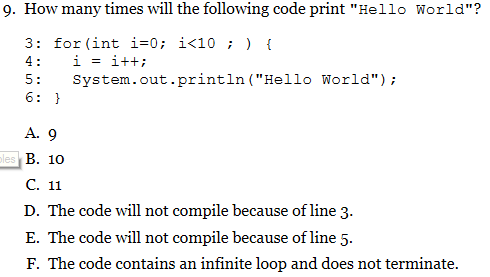 9. How many times will the following code print "Hello World"?
3: for(int i=0; i<10 ; ) {
4:   i = i++;
5:   System.out.println("Hello World");
6: }
A. 9
B. 10
C. 11
D. The code will not compile because of line 3.
E. The code will not compile because of line 5.
F. The code contains an infinite loop and does not terminate.